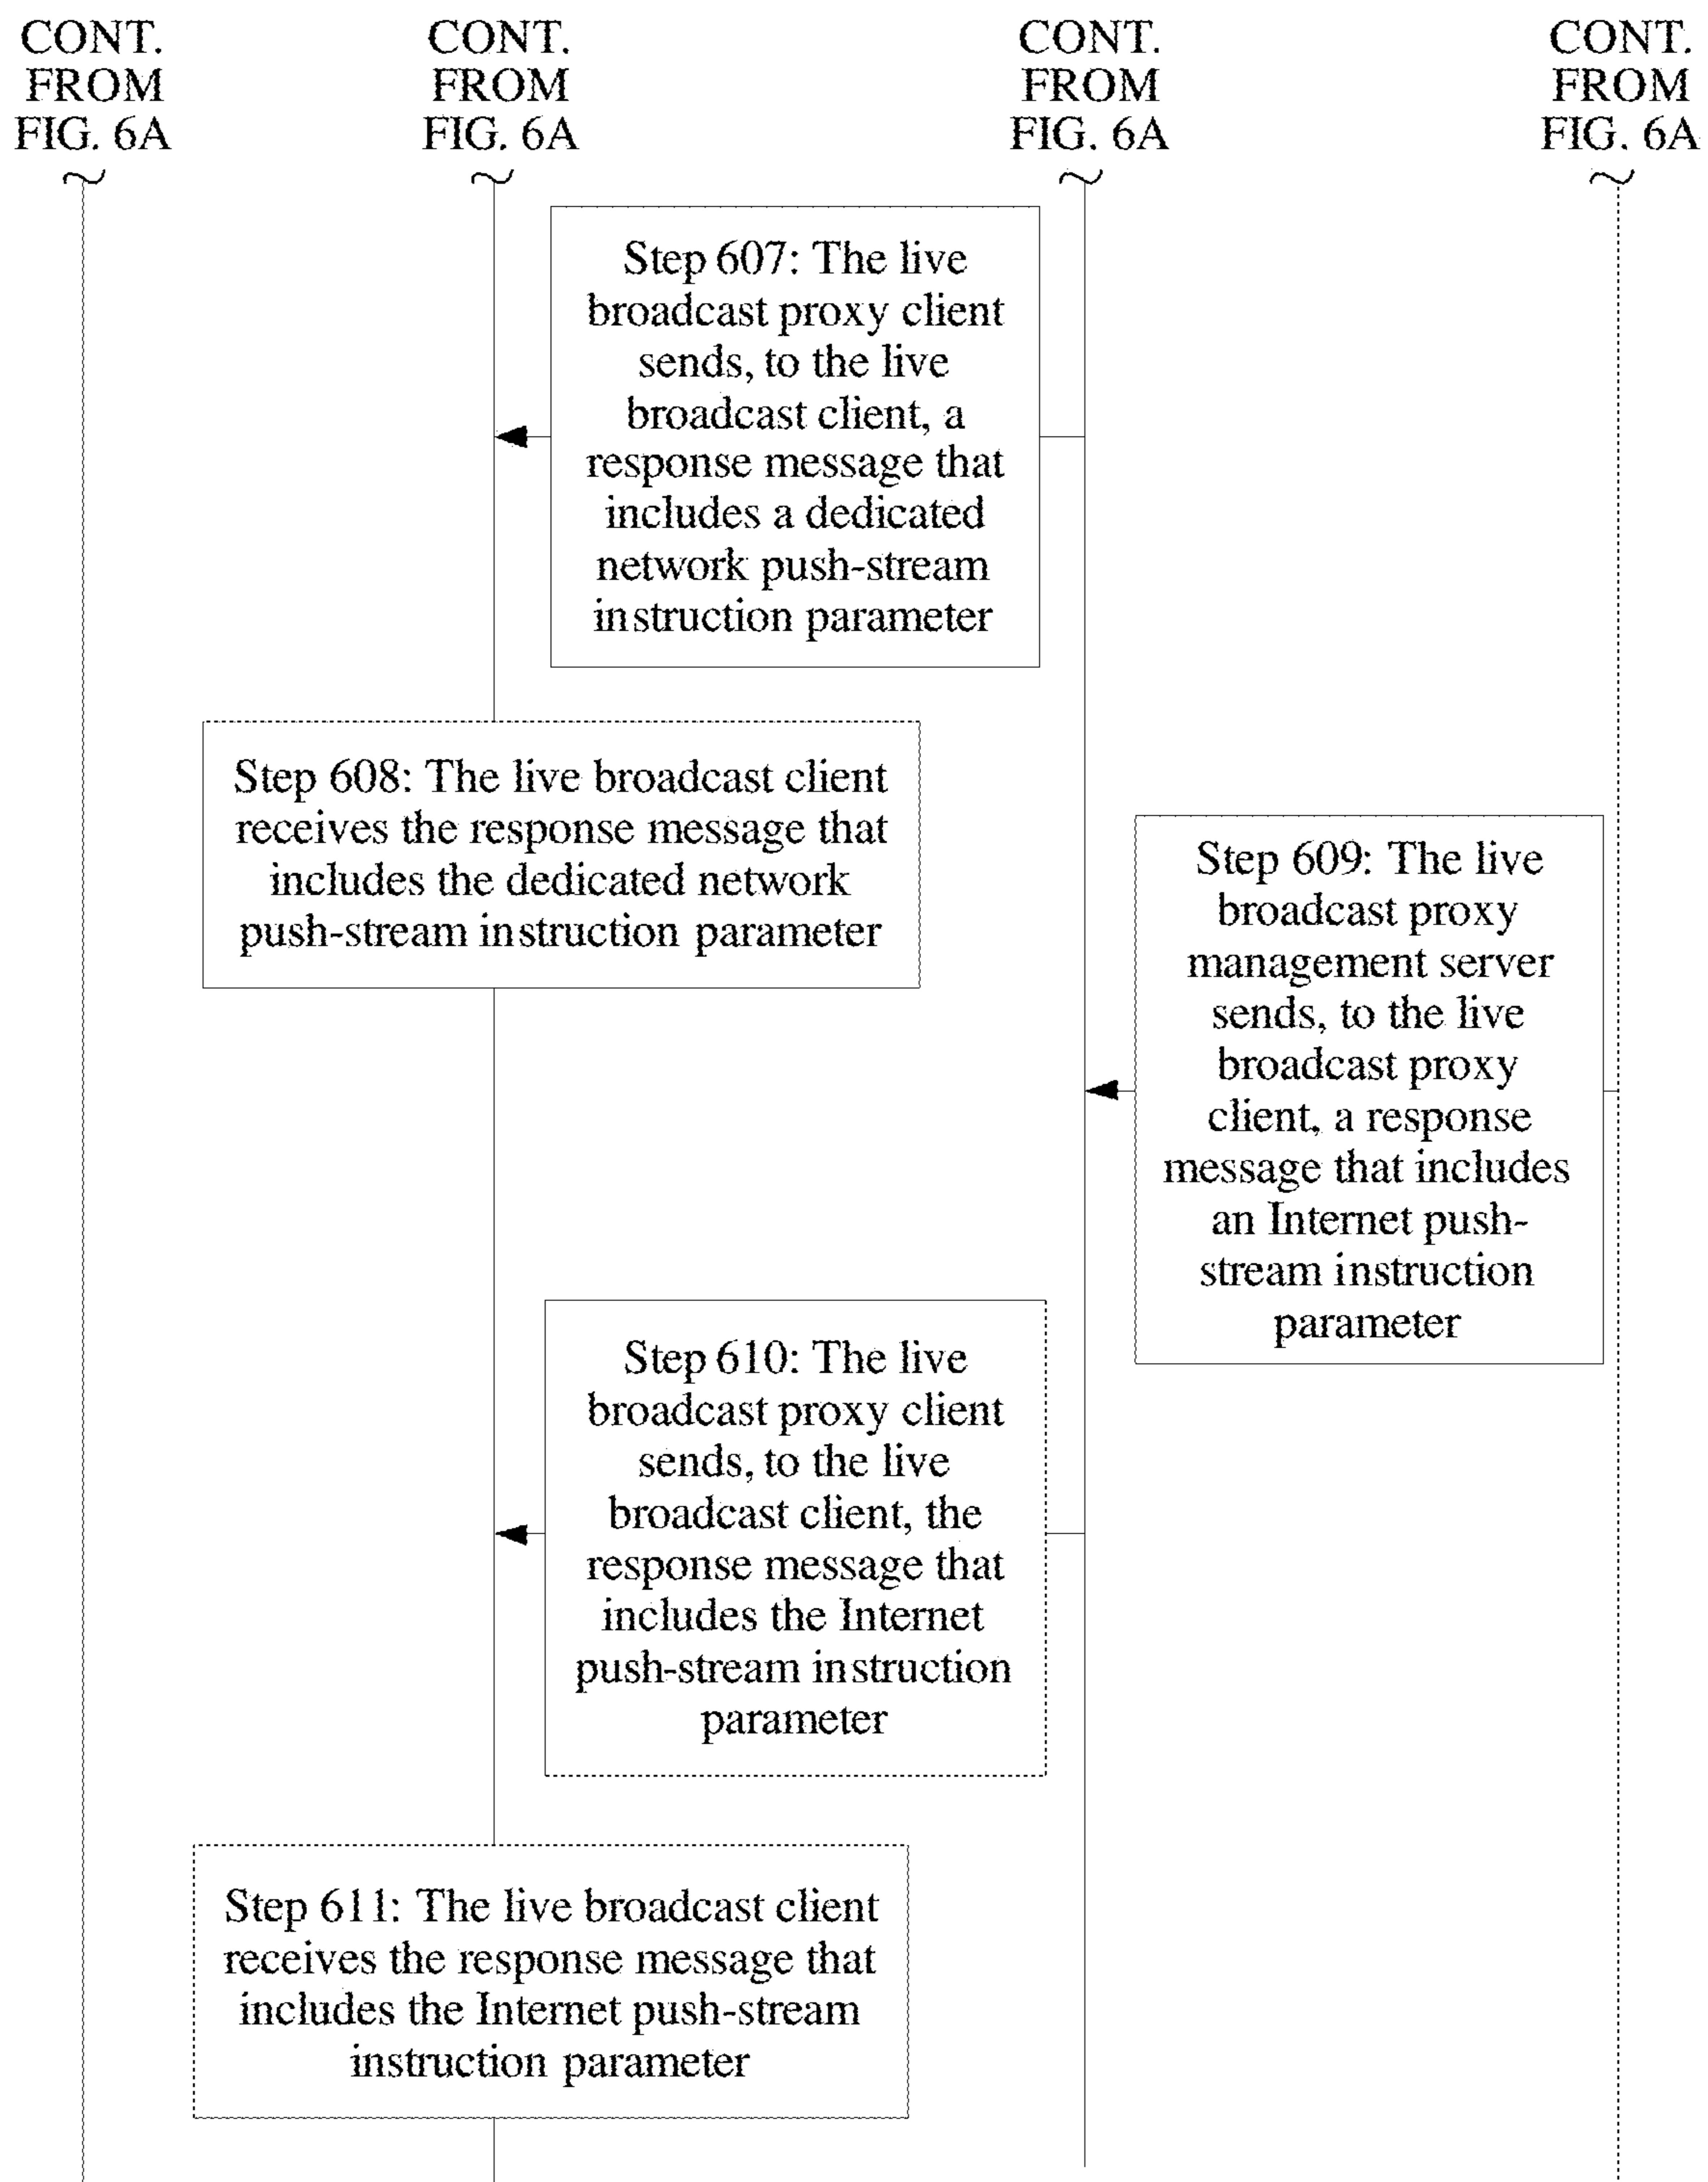 CONT.
FROM
FIG. 6A
CONT.
FROM
FIG. 6A
CONT.
FROM
FIG. 6A
CONT.
FROM
FIG. 6A
Step 607: The live
broadcast proxy client
sends, to the live
broadcast client, a
response message that
includes a dedicated
network push-stream
instruction parameter
Step 608: The live broadcast client
receives the response message that
includes the dedicated network
push-stream instruction parameter
Step 609: The live
broadcast proxy
management server
sends, to the live
broadcast proxy
client, a response
message that includes
an Internet push-
stream instruction
parameter
Step 610: The live
broadcast proxy client
sends, to the live
broadcast client, the
response message that
includes the Internet
push-stream instruction
parameter
Step 611: The live broadcast client
receives the response message that
includes the Internet push-stream
instruction parameter